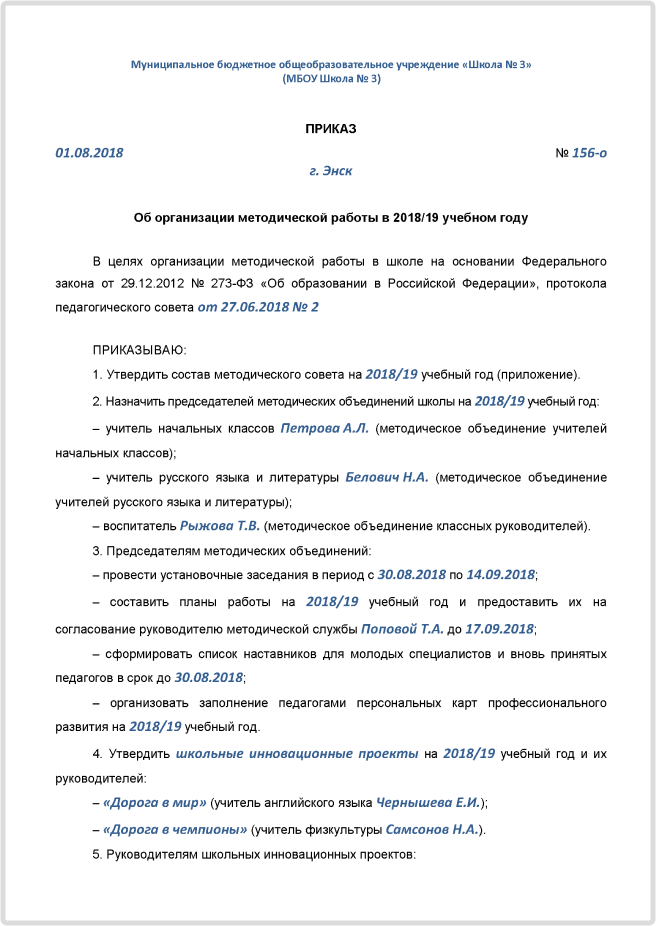 Муниципальное бюджетное общеобразовательное учреждение «Школа № 3»
(МБОУ Школа № 3)
ПРИКАЗ
01.08.2018 № 156-о
г. Энск
Об организации методической работы в 2018/19 учебном году
В целях организации методической работы в школе на основании Федерального
закона от 29.12.2012 № 273-ФЗ «Об образовании в Российской Федерации», протокола
педагогического совета от 27.06.2018 № 2
ПРИКАЗЫВАЮ:
1. Утвердить состав методического совета на 2018/19 учебный год (приложение).
2. Назначить председателей методических объединений школы на 2018/19 учебный год:
– учитель начальных классов Петрова А.Л. (методическое объединение учителей
начальных классов);
– учитель русского языка и литературы Белович Н.А. (методическое объединение
учителей русского языка и литературы);
– воспитатель Рыжова Т.В. (методическое объединение классных руководителей).
3. Председателям методических объединений:
– провести установочные заседания в период с 30.08.2018 по 14.09.2018;
– составить планы работы на 2018/19 учебный год и предоставить их на
согласование руководителю методической службы Поповой Т.А. до 17.09.2018;
– сформировать список наставников для молодых специалистов и вновь принятых
педагогов в срок до 30.08.2018;
– организовать заполнение педагогами персональных карт профессионального
развития на 2018/19 учебный год.
4. Утвердить школьные инновационные проекты на 2018/19 учебный год и их
руководителей:
– «Дорога в мир» (учитель английского языка Чернышева Е.И.);
– «Дорога в чемпионы» (учитель физкультуры Самсонов Н.А.).
5. Руководителям школьных инновационных проектов: